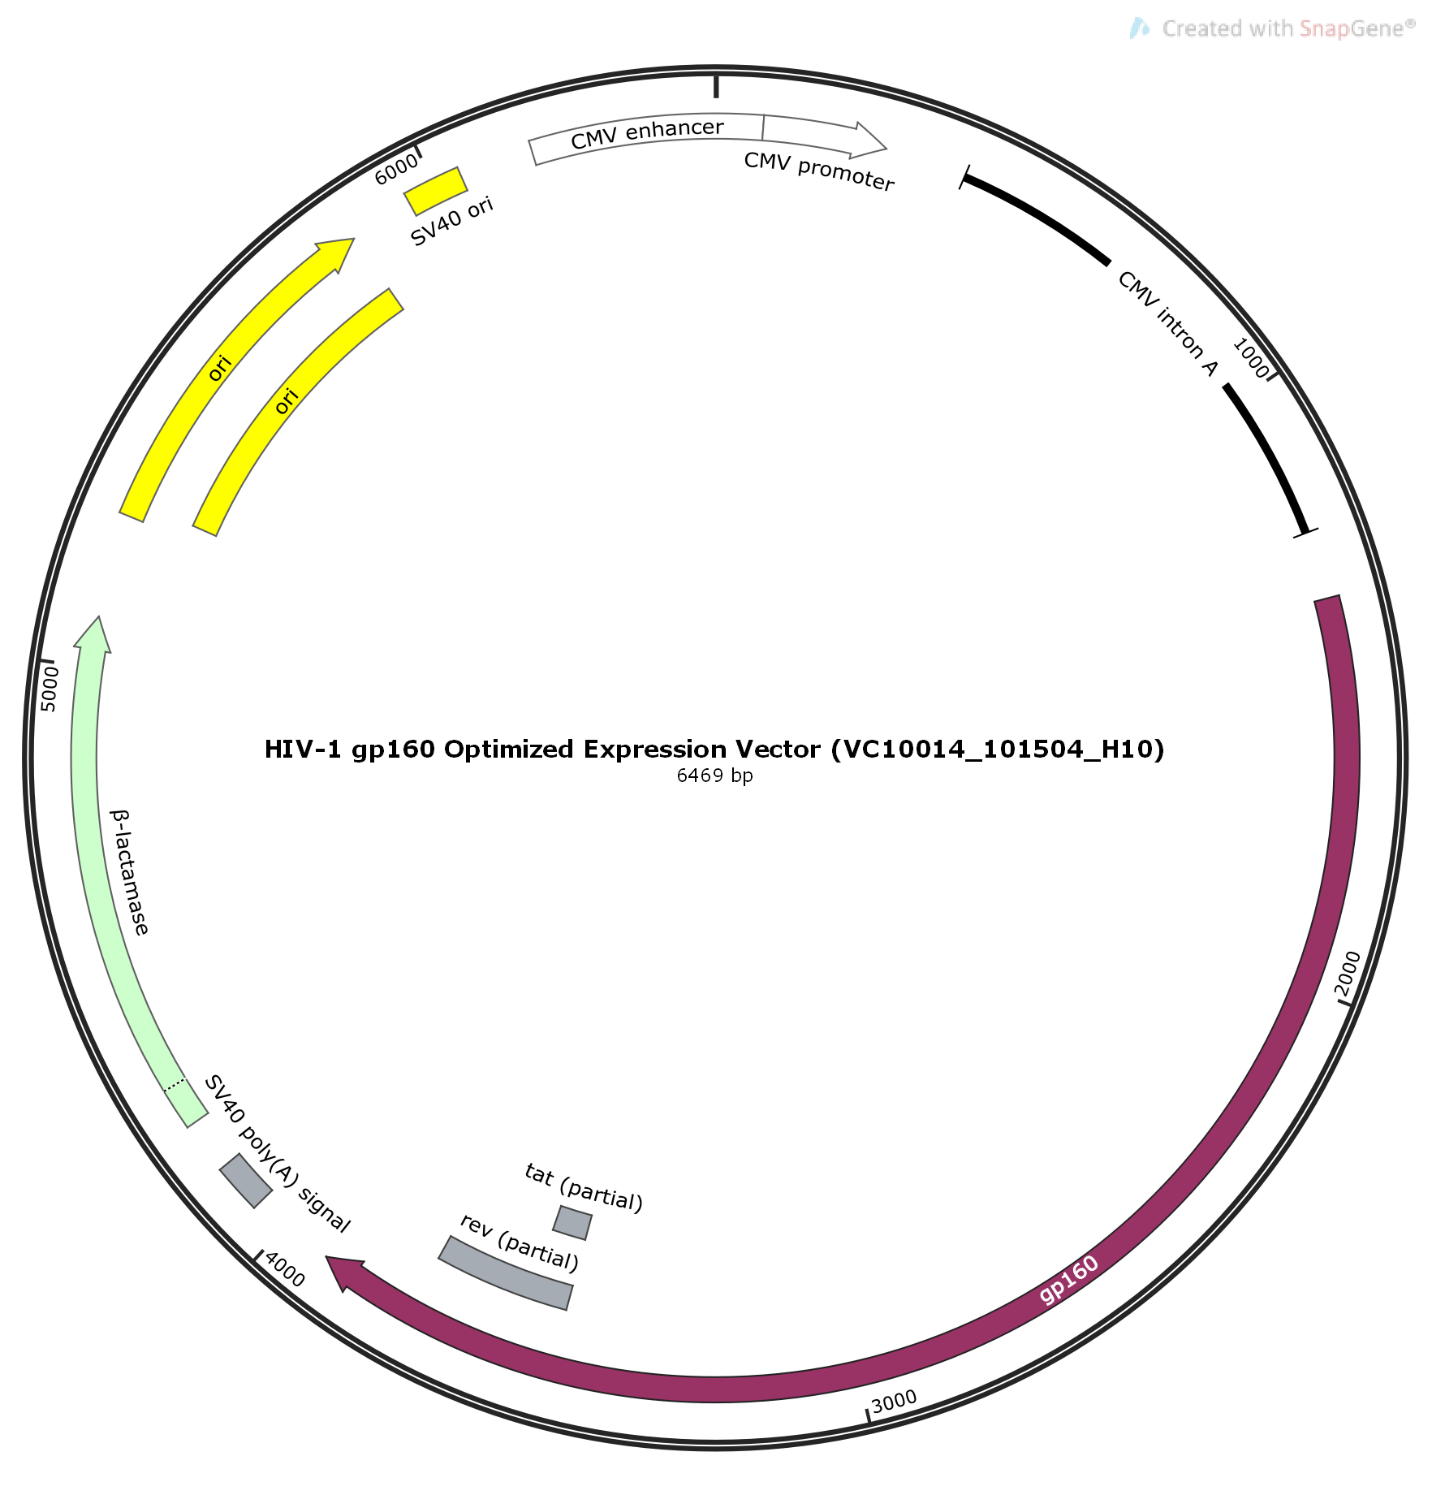 Created with SnapGene®
CMV enhancer
CMV promoter
CMV intron A
1000
2000
gp160
3000
tat (partial)
rev (partial)
4000
SV40 poly(A) signal
β-lactamase
5000
ori
ori
SV40 ori
6000
HIV-1 gp160 Optimized Expression Vector (VC10014_101504_H10)
6469 bp